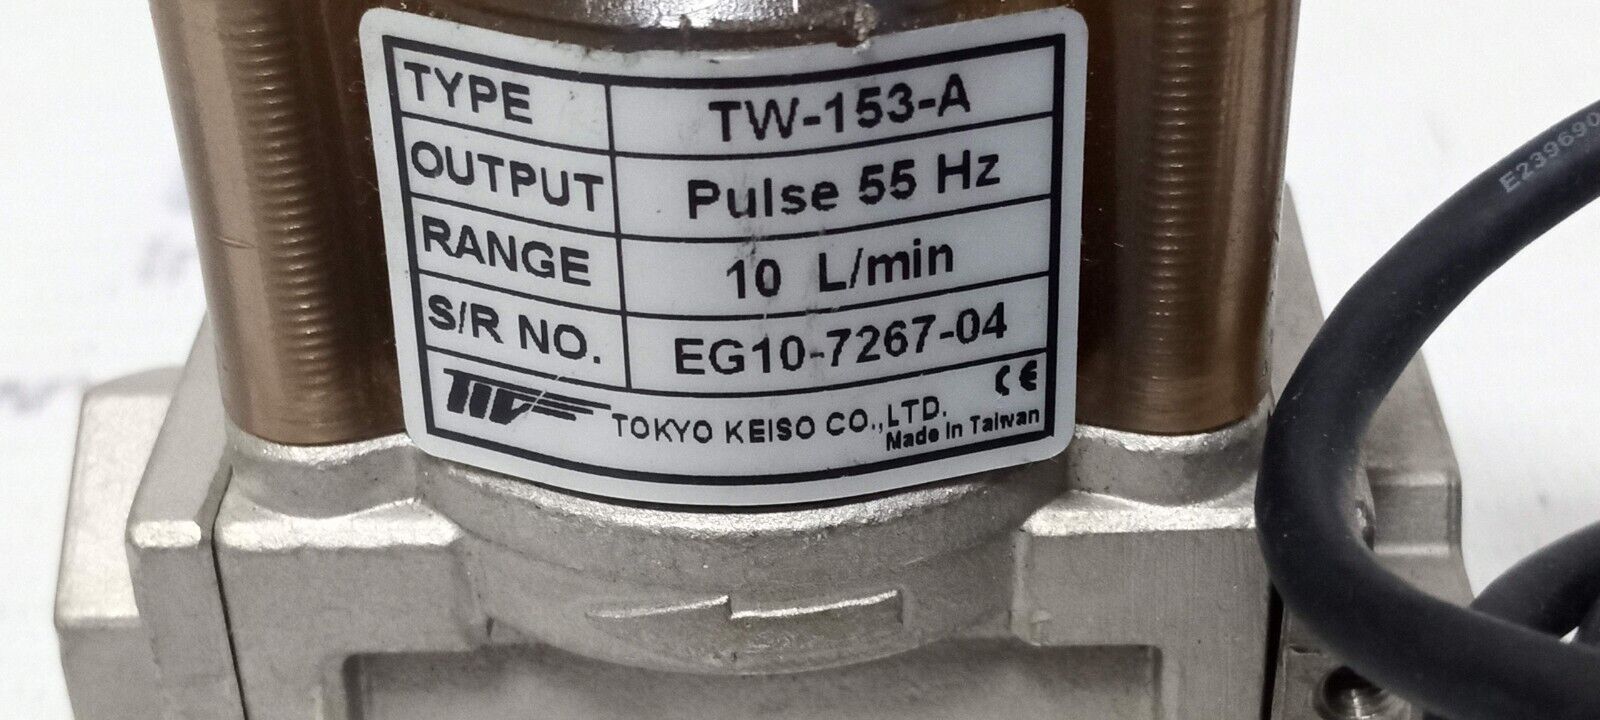 TYPE TW-153-A
OUTPUT Pulse 55 Hz
RANGE 10 L/min
S/R NO. EG10-7267-04
CE
TOKYO KEISO CO.,LTD.
Made in Taiwan
E239690